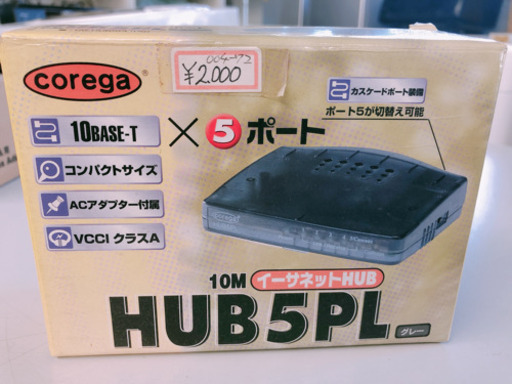 corega
004-72
¥2.000
カスケードポート装備
ポート5が切替え可能
10BASE-T
×5ポート
コンパクトサイズ
ACアダプター付属
VCCI クラスA
corega
10M イーサネットHUB
HUB5PL
グレー